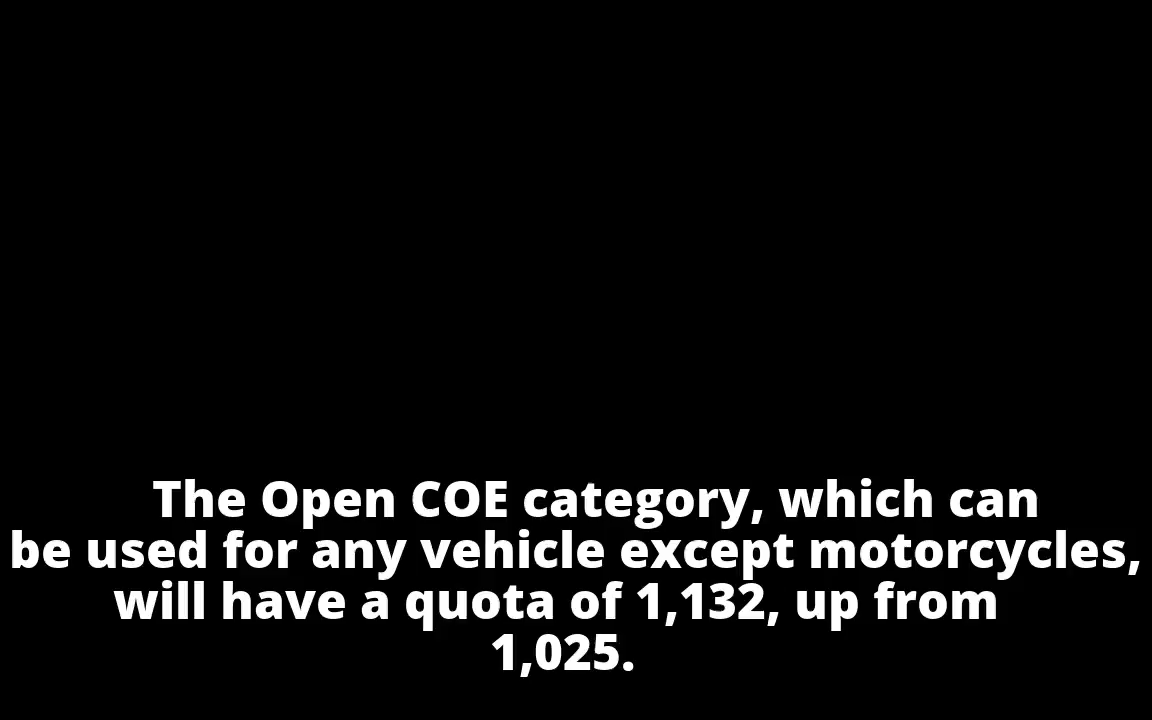 The Open COE category, which can
be used for any vehicle except motorcycles,
will have a quota of 1,132, up from
1,025.